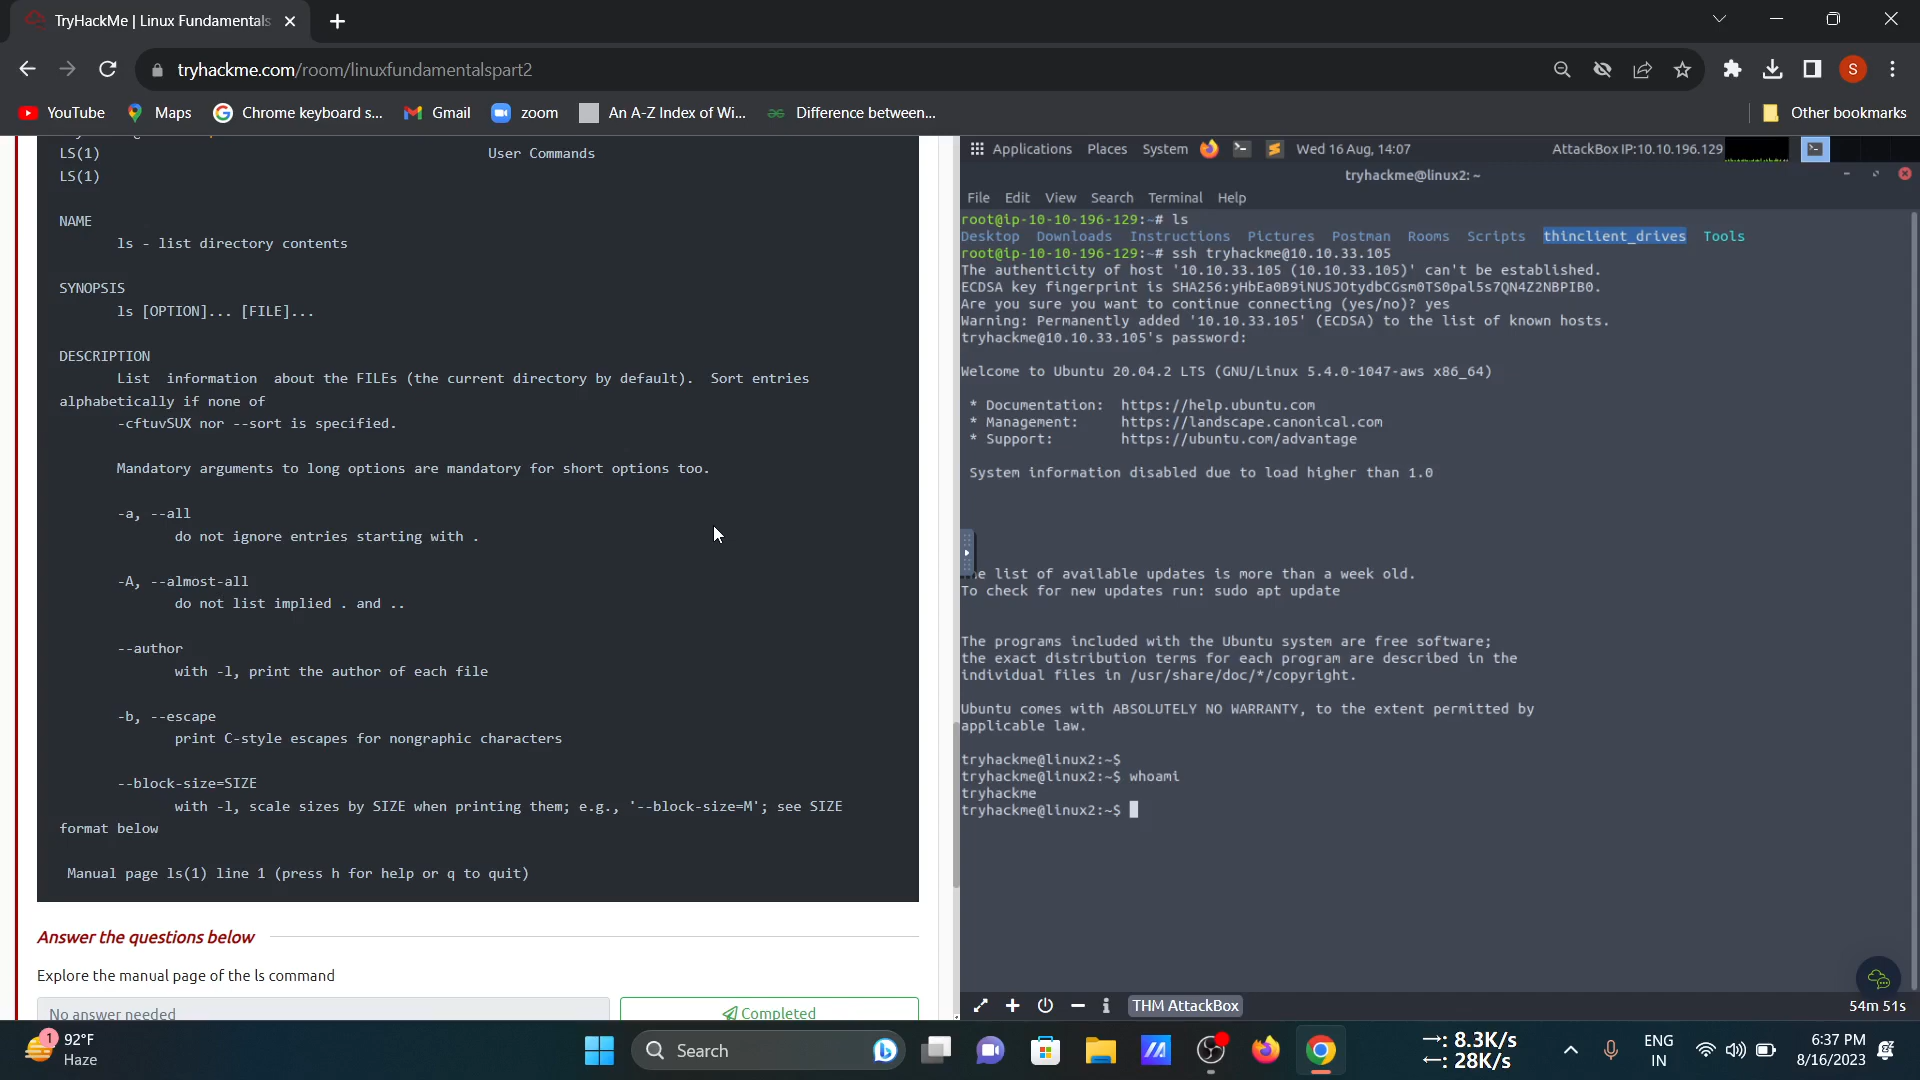 TryHackMe | Linux Fundamentals
tryhackme.com/room/linuxfundamentalspart2
S
YouTube
Maps
Chrome keyboard s...
Gmail
zoom
An A-Z Index of Wi...
Difference between...
Other bookmarks
LS(1) User Commands
LS(1)
NAME
ls - list directory contents
SYNOPSIS
ls [OPTION]... [FILE]...
DESCRIPTION
List information about the FILEs (the current directory by default). Sort entries
alphabetically if none of
-cftuvSUX nor --sort is specified.
Mandatory arguments to long options are mandatory for short options too.
-a, --all
do not ignore entries starting with .
-A, --almost-all
do not list implied . and ..
--author
with -l, print the author of each file
-b, --escape
print C-style escapes for nongraphic characters
--block-size=SIZE
with -l, scale sizes by SIZE when printing them; e.g., '--block-size=M'; see SIZE
format below
Manual page ls(1) line 1 (press h for help or q to quit)
Answer the questions below
Explore the manual page of the ls command
No answer needed
Completed
Applications Places System Wed 16 Aug, 14:07 AttackBox IP:10.10.196.129
tryhackme@linux2: ~
File Edit View Search Terminal Help
root@ip-10-10-196-129:~# ls
Desktop Downloads Instructions Pictures Postman Rooms Scripts thinclient_drives Tools
root@ip-10-10-196-129:~# ssh tryhackme@10.10.33.105
The authenticity of host '10.10.33.105 (10.10.33.105)' can't be established.
ECDSA key fingerprint is SHA256:yHbEa0B9iNUSJOtydbCGsm0TS0pal5s7QN4Z2NBPIB0.
Are you sure you want to continue connecting (yes/no)? yes
Warning: Permanently added '10.10.33.105' (ECDSA) to the list of known hosts.
tryhackme@10.10.33.105's password:
Welcome to Ubuntu 20.04.2 LTS (GNU/Linux 5.4.0-1047-aws x86_64)
* Documentation: https://help.ubuntu.com
* Management: https://landscape.canonical.com
* Support: https://ubuntu.com/advantage
System information disabled due to load higher than 1.0
he list of available updates is more than a week old.
To check for new updates run: sudo apt update
The programs included with the Ubuntu system are free software;
the exact distribution terms for each program are described in the
individual files in /usr/share/doc/*/copyright.
Ubuntu comes with ABSOLUTELY NO WARRANTY, to the extent permitted by
applicable law.
tryhackme@linux2:~$
tryhackme@linux2:~$ whoami
tryhackme
tryhackme@linux2:~$
THM AttackBox
54m 51s
1
92°F
Haze
Search
→: 8.3K/s
←: 28K/s
ENG
IN
6:37 PM
8/16/2023